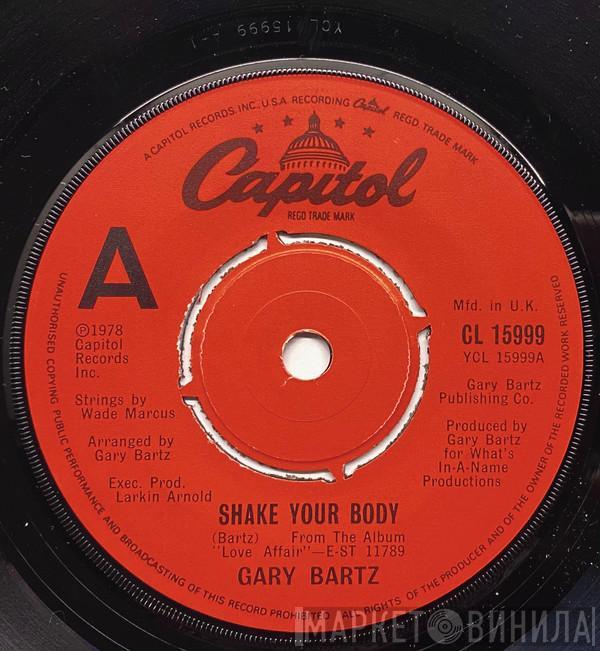 YCL 15999 A-1
A CAPITOL RECORDS, INC., U.S.A. RECORDING Capitol REGD. TRADE MARK
Capitol
REGD TRADE MARK
A
Mfd. in U.K.
℗1978
Capitol
Records
Inc.
CL 15999
YCL 15999A
Gary Bartz
Publishing Co.
Strings by
Wade Marcus
Arranged by
Gary Bartz
Exec. Prod.
Larkin Arnold
Produced by
Gary Bartz
for What's
In-A-Name
Productions
SHAKE YOUR BODY
(Bartz) From The Album
"Love Affair"—E-ST 11789
GARY BARTZ
UNAUTHORISED COPYING PUBLIC PERFORMANCE AND BROADCASTING OF THIS RECORD PROHIBITED. ALL RIGHTS OF THE PRODUCER AND OF THE OWNER OF THE RECORDED WORK RESERVED
МАРКЕТОВИНИЛА